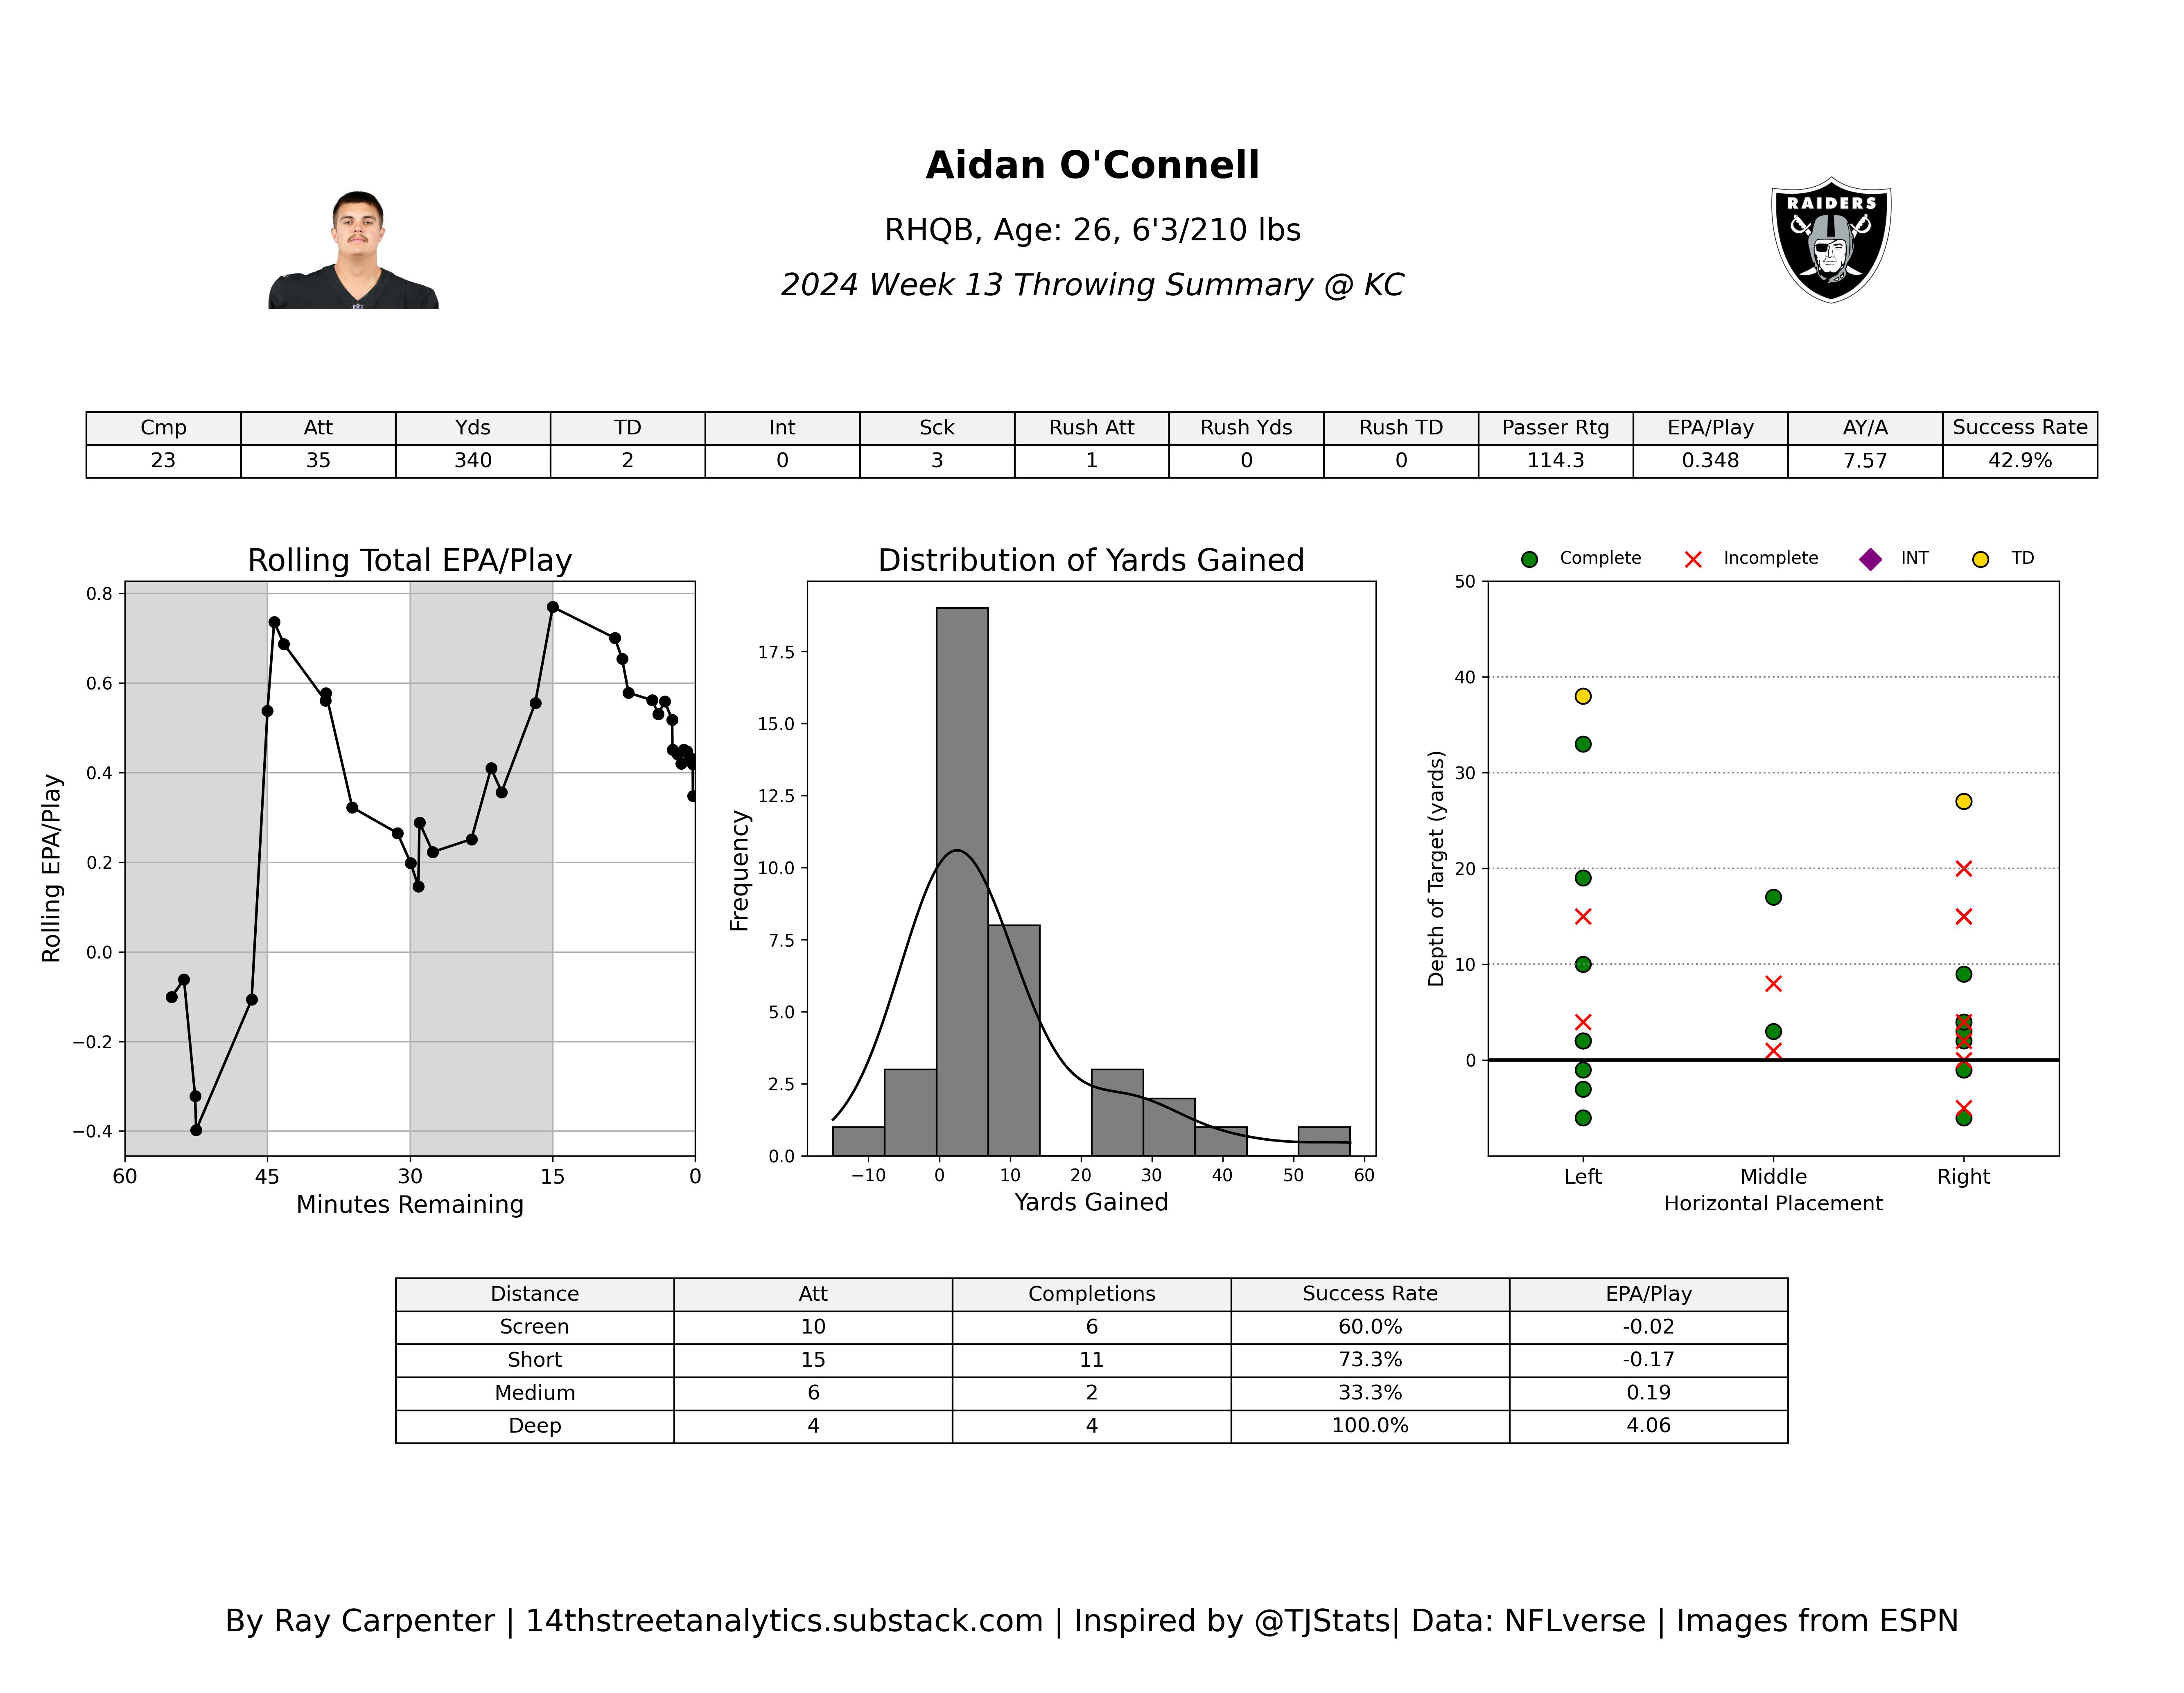 Aidan O'Connell
RHQB, Age: 26, 6'3/210 lbs
2024 Week 13 Throwing Summary @ KC
RAIDERS
Cmp Att Yds TD Int Sck Rush Att Rush Yds Rush TD Passer Rtg EPA/Play AY/A Success Rate
23 35 340 2 0 3 1 0 0 114.3 0.348 7.57 42.9%
Rolling Total EPA/Play
0.8
0.6
0.4
0.2
0.0
−0.2
−0.4
Rolling EPA/Play
60 45 30 15 0
Minutes Remaining
Distribution of Yards Gained
17.5
15.0
12.5
10.0
7.5
5.0
2.5
0.0
Frequency
−10 0 10 20 30 40 50 60
Yards Gained
Complete Incomplete INT TD
50
40
30
20
10
0
Depth of Target (yards)
Left Middle Right
Horizontal Placement
Distance Att Completions Success Rate EPA/Play
Screen 10 6 60.0% -0.02
Short 15 11 73.3% -0.17
Medium 6 2 33.3% 0.19
Deep 4 4 100.0% 4.06
By Ray Carpenter | 14thstreetanalytics.substack.com | Inspired by @TJStats| Data: NFLverse | Images from ESPN